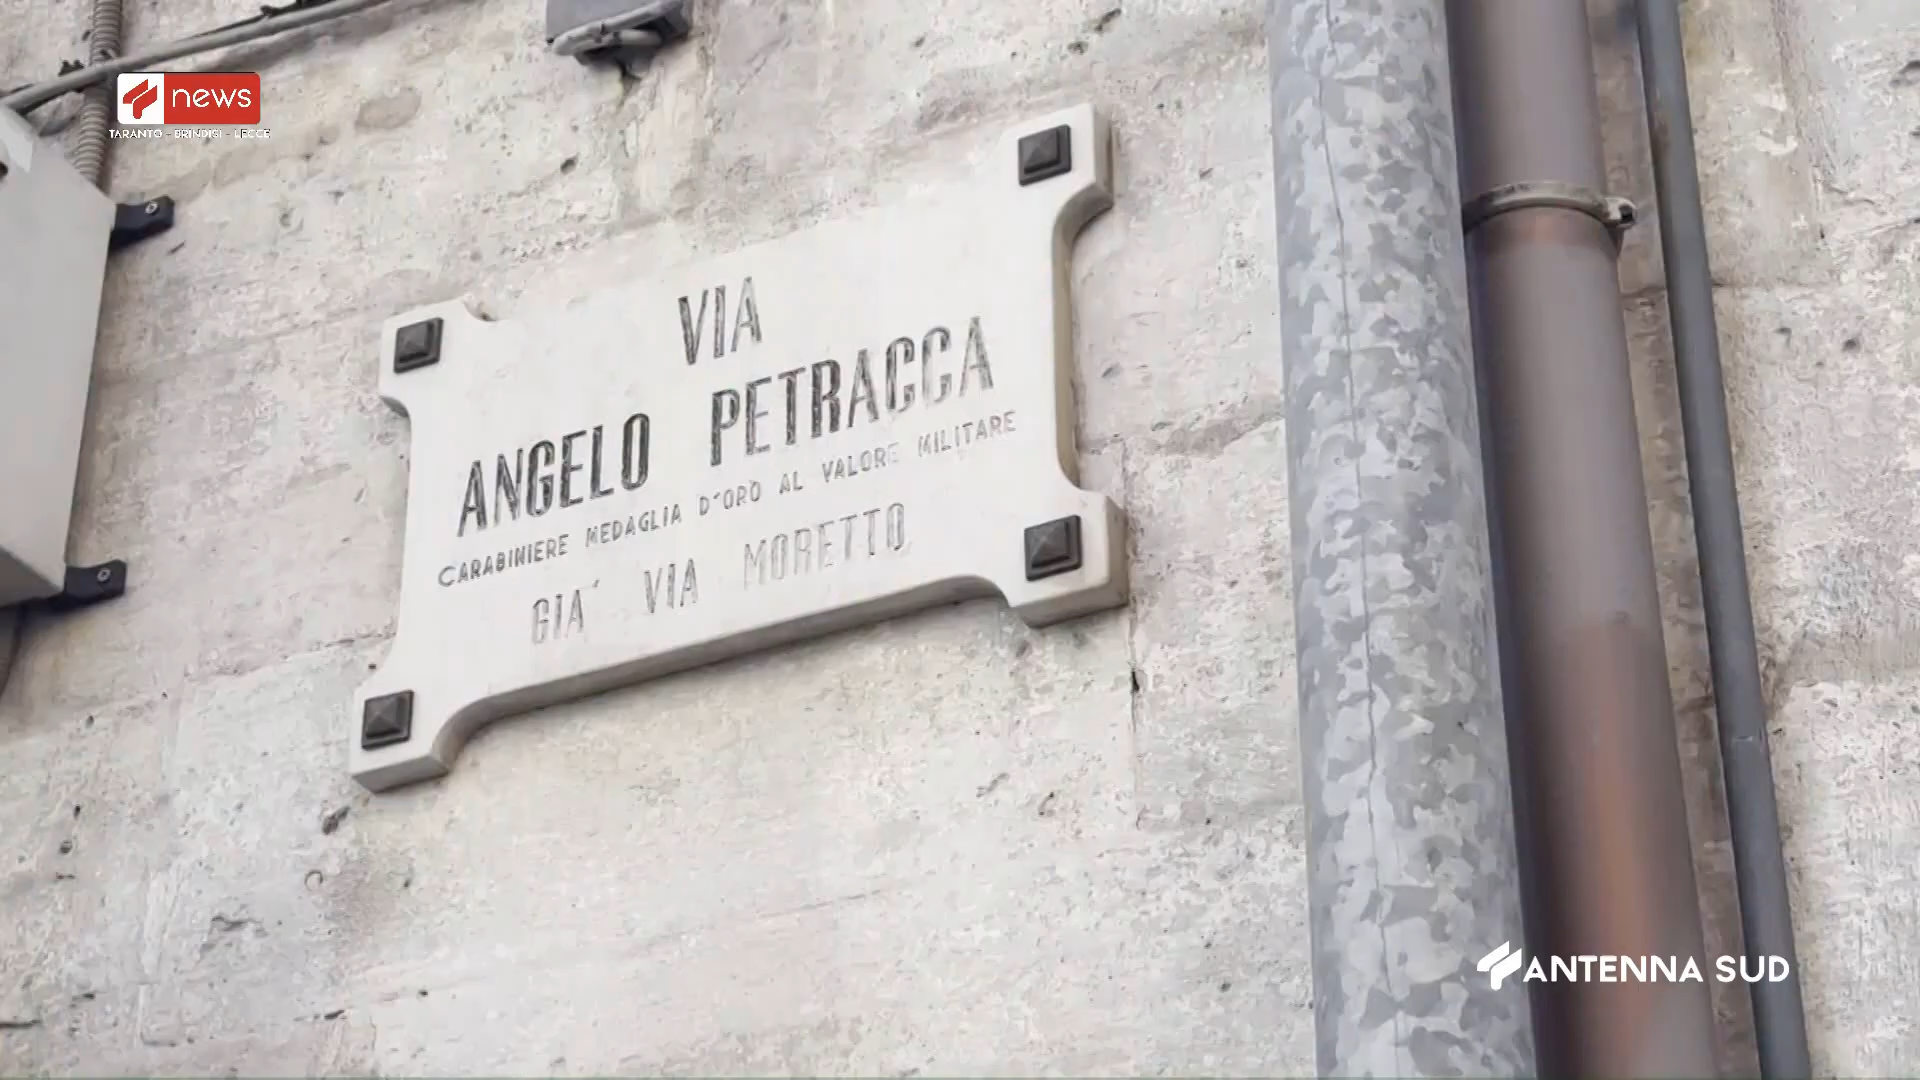 news
TARANTO - BRINDISI - LECCE
VIA
ANGELO PETRACCA
CARABINIERE MEDAGLIA D'ORO AL VALORE MILITARE
GIA' VIA MORETTO
ANTENNA SUD